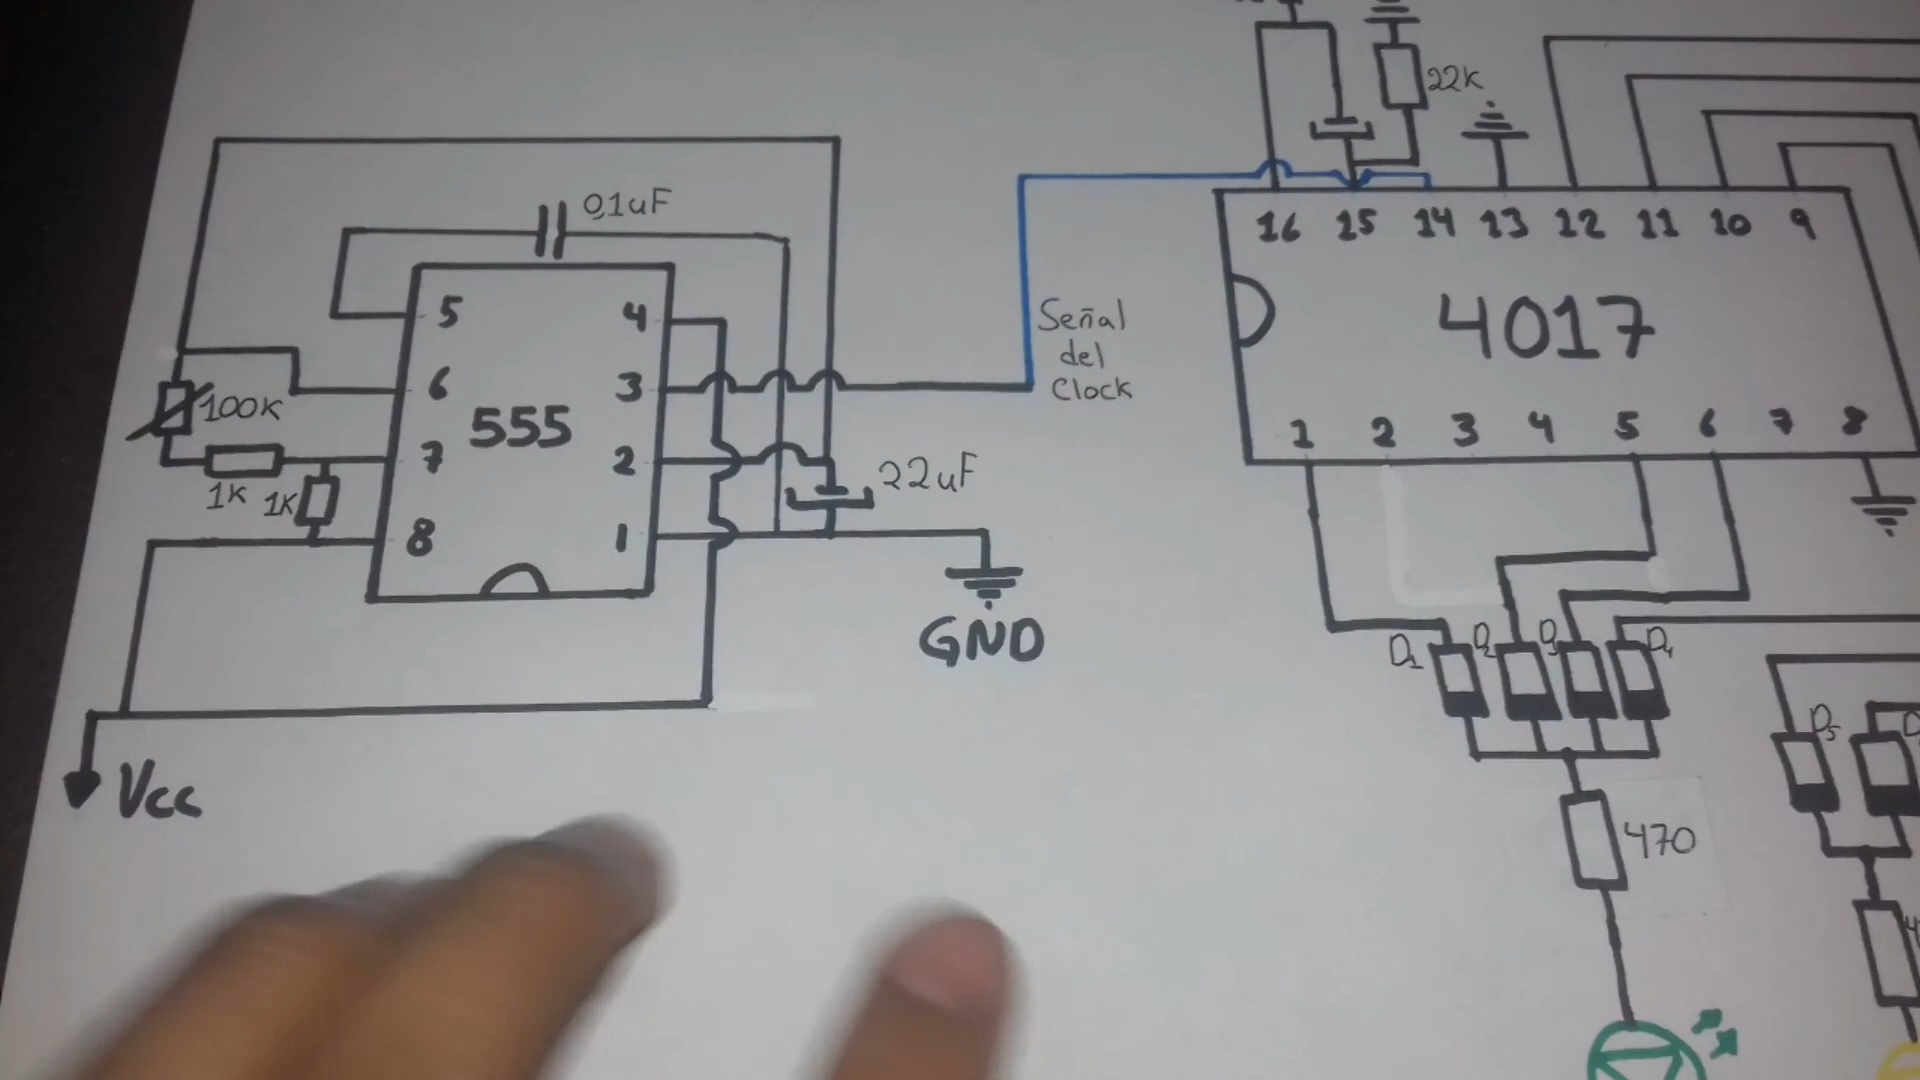 0,1uF
5
4
6
3
100K
555
7
2
22uF
1K
1K
8
1
GND
Vcc
Señal
del
Clock
22K
16 15 14 13 12 11 10 9
4017
1 2 3 4 5 6 7 8
D1
D2
D3
D4
470
D5